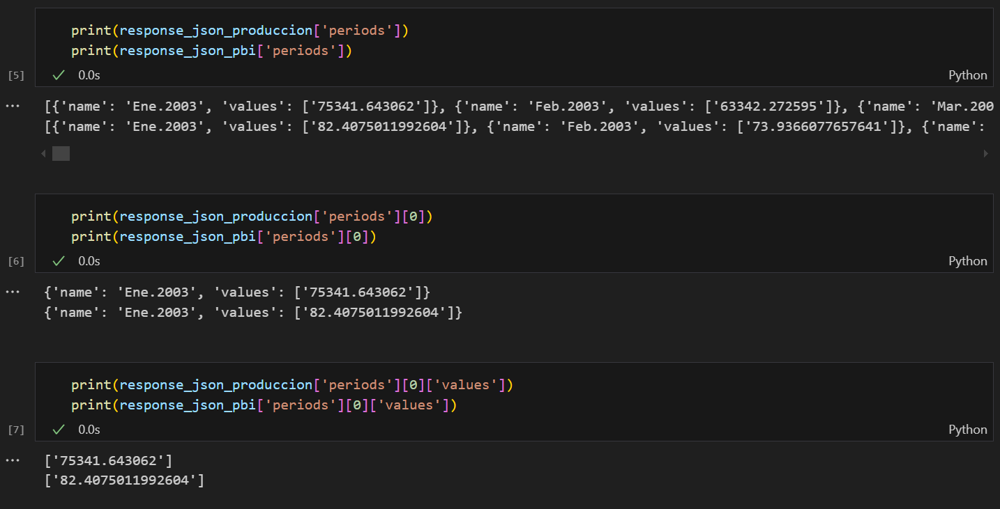 print(response_json_produccion['periods'])
print(response_json_pbi['periods'])
[5] 0.0s Python
... [{'name': 'Ene.2003', 'values': ['75341.643062']}, {'name': 'Feb.2003', 'values': ['63342.272595']}, {'name': 'Mar.200
[{'name': 'Ene.2003', 'values': ['82.4075011992604']}, {'name': 'Feb.2003', 'values': ['73.9366077657641']}, {'name':
print(response_json_produccion['periods'][0])
print(response_json_pbi['periods'][0])
[6] 0.0s Python
... {'name': 'Ene.2003', 'values': ['75341.643062']}
{'name': 'Ene.2003', 'values': ['82.4075011992604']}
print(response_json_produccion['periods'][0]['values'])
print(response_json_pbi['periods'][0]['values'])
[7] 0.0s Python
... ['75341.643062']
['82.4075011992604']